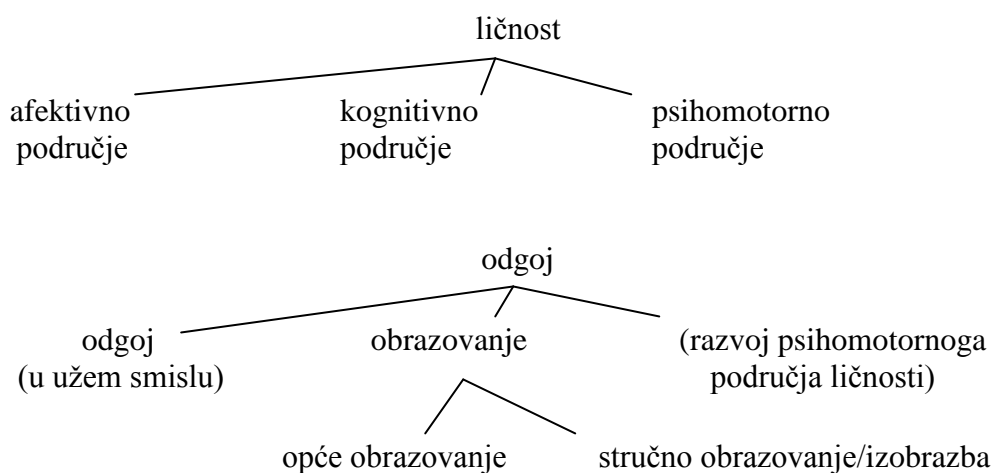 ličnost
afektivno kognitivno psihomotorno
područje područje područje
odgoj
odgoj obrazovanje (razvoj psihomotornoga
(u užem smislu) područja ličnosti)
opće obrazovanje stručno obrazovanje/izobrazba